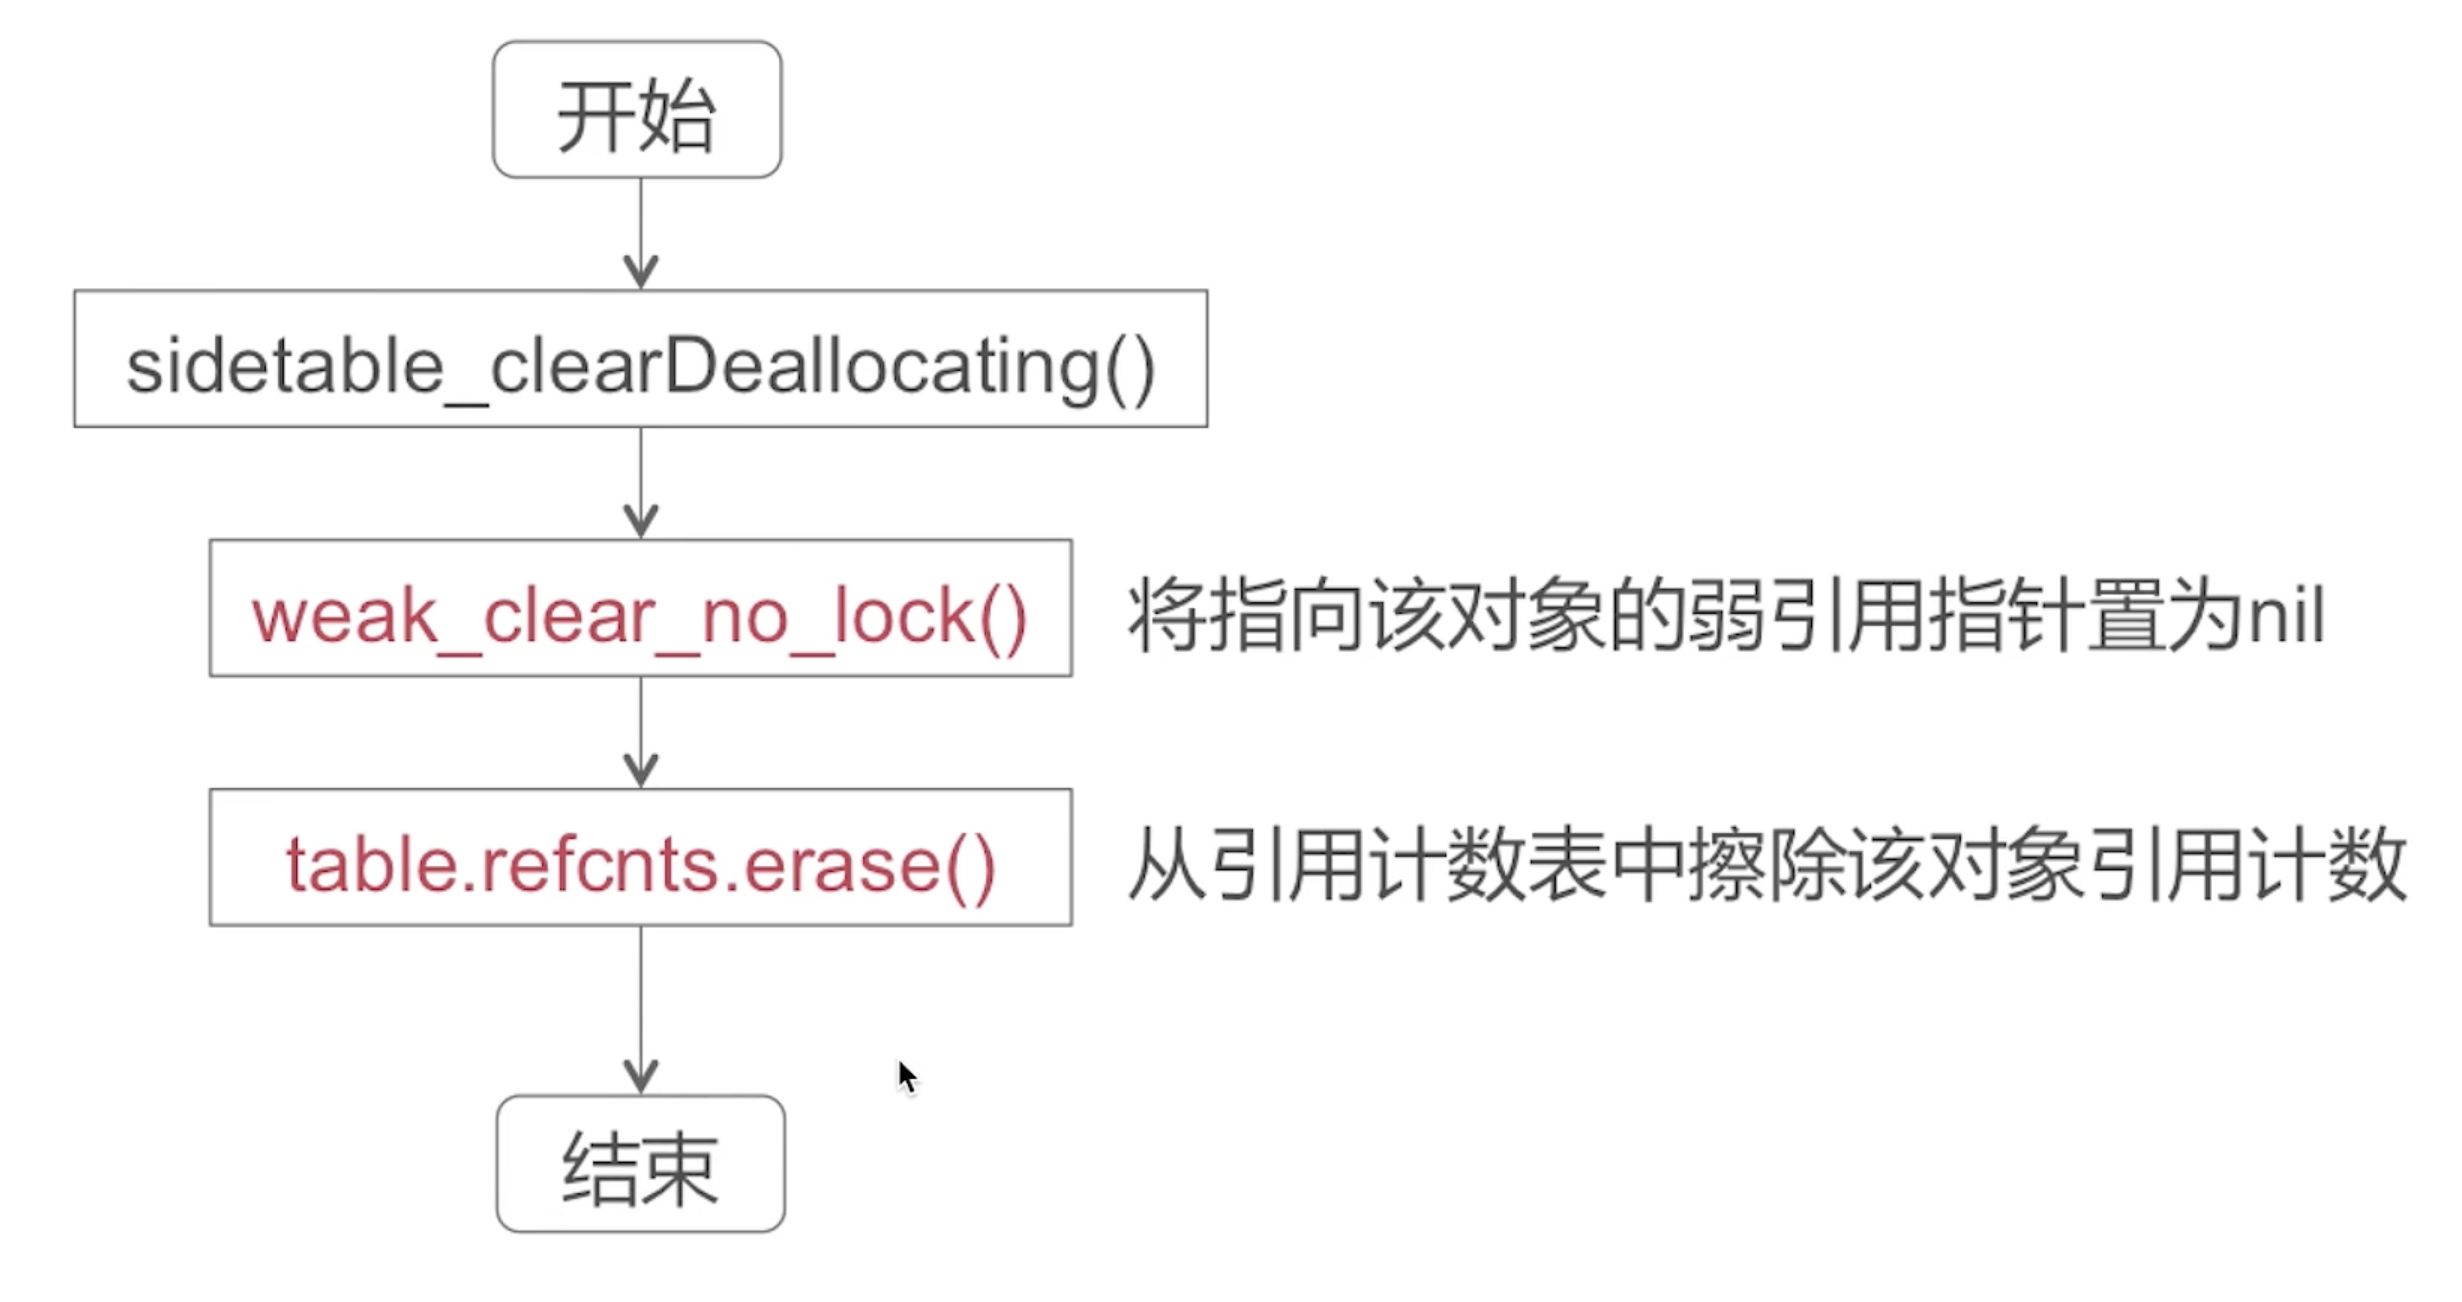 开始
sidetable_clearDeallocating()
weak_clear_no_lock() 将指向该对象的弱引用指针置为nil
table.refcnts.erase() 从引用计数表中擦除该对象引用计数
结束